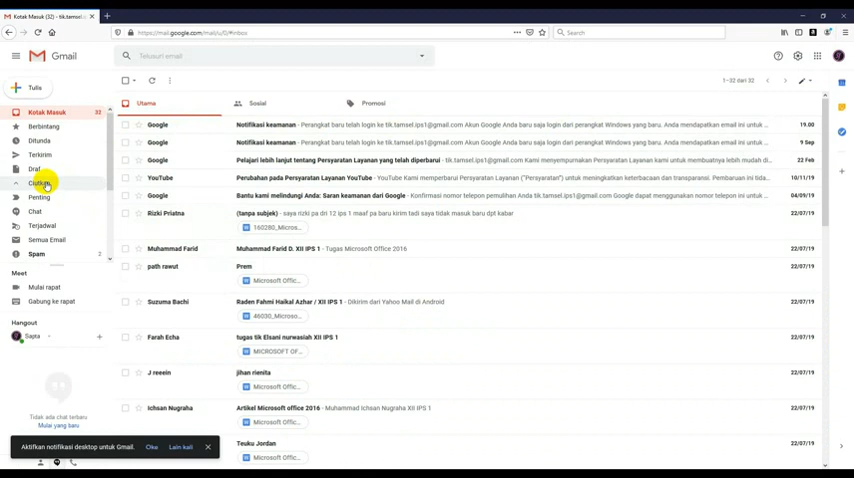 Kotak Masuk (32) - tik.tamsel.ip
https://mail.google.com/mail/u/0/#inbox
Search
Gmail
Telusuri email
Tulis
1–32 dari 32
Kotak Masuk 32
Berbintang
Ditunda
Terkirim
Draf
Ciutkan
Penting
Chat
Terjadwal
Semua Email
Spam 2
Meet
Mulai rapat
Gabung ke rapat
Hangout
Sapta
Tidak ada chat terbaru
Mulai yang baru
Utama
Sosial
Promosi
Google Notifikasi keamanan - Perangkat baru telah login ke tik.tamsel.ips1@gmail.com Akun Google Anda baru saja login dari perangkat Windows yang baru. Anda mendapatkan email ini untuk ... 19.00
Google Notifikasi keamanan - Perangkat baru telah login ke tik.tamsel.ips1@gmail.com Akun Google Anda baru saja login dari perangkat Windows yang baru. Anda mendapatkan email ini untuk ... 9 Sep
Google Pelajari lebih lanjut tentang Persyaratan Layanan yang telah diperbarui - tik.tamsel.ips1@gmail.com Kami menyempurnakan Persyaratan Layanan kami untuk membuatnya lebih mudah di... 22 Feb
YouTube Perubahan pada Persyaratan Layanan YouTube - YouTube Kami memperbarui Persyaratan Layanan ("Persyaratan") untuk meningkatkan keterbacaan dan transparansi. Pembaruan ini tida... 10/11/19
Google Bantu kami melindungi Anda: Saran keamanan dari Google - Konfirmasi nomor telepon pemulihan Anda tik.tamsel.ips1@gmail.com Google dapat menggunakan nomor telepon ini ... 04/09/19
Rizki Priatna (tanpa subjek) - saya rizki pa dri 12 ips 1 maaf pa baru kirim tadi saya tidak masuk baru dpt kabar 22/07/19
160280_Micros...
Muhammad Farid Muhammad Farid D. XII IPS 1 - Tugas Microsoft Office 2016 22/07/19
path rawut Prem 22/07/19
Microsoft Offic...
Suzuma Bachi Raden Fahmi Haikal Azhar / XII IPS 1 - Dikirim dari Yahoo Mail di Android 22/07/19
46030_Microso...
Farah Echa tugas tik Elsani nurwasiah XII IPS 1 22/07/19
MICROSOFT OF...
J reeein jihan rienita 22/07/19
Microsoft Offic...
Ichsan Nugraha Artikel Microsoft office 2016 - Muhammad Ichsan Nugraha XII IPS 1 22/07/19
Microsoft Offic...
Teuku Jordan 22/07/19
Microsoft Offic...
Aktifkan notifikasi desktop untuk Gmail. Oke Lain kali